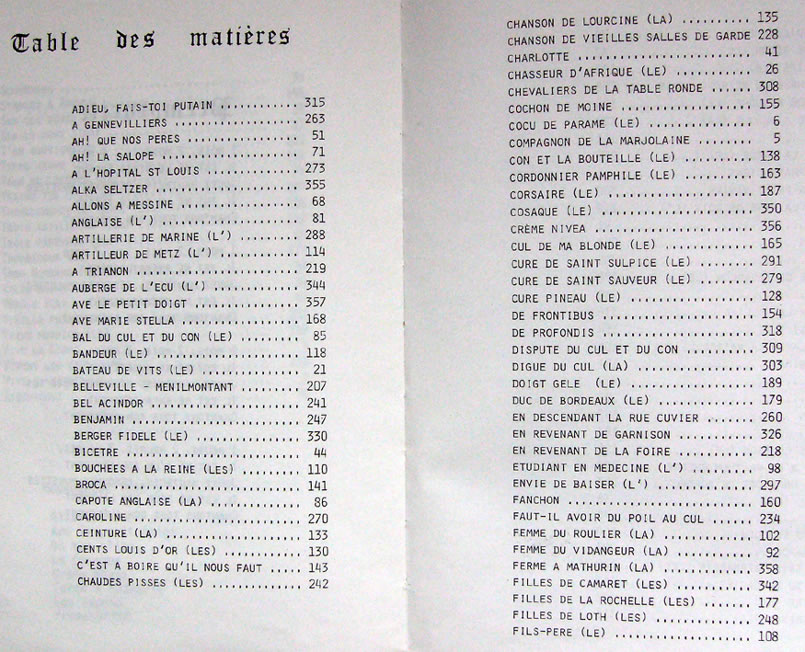 Table des matières
ADIEU, FAIS-TOI PUTAIN ............ 315
A GENNEVILLIERS .................... 263
AH! QUE NOS PERES .................. 51
AH! LA SALOPE ...................... 71
A L'HOPITAL ST LOUIS ............... 273
ALKA SELTZER ....................... 355
ALLONS A MESSINE ................... 68
ANGLAISE (L') ...................... 81
ARTILLERIE DE MARINE (L') ......... 288
ARTILLEUR DE METZ (L') ............. 114
A TRIANON .......................... 219
AUBERGE DE L'ECU (L') .............. 344
AVE LE PETIT DOIGT ................. 357
AVE MARIE STELLA ................... 168
BAL DU CUL ET DU CON (LE) .......... 85
BANDEUR (LE) ....................... 118
BATEAU DE VITS (LE) ................ 21
BELLEVILLE - MENILMONTANT .......... 207
BEL ACINDOR ........................ 241
BENJAMIN ........................... 247
BERGER FIDELE (LE) ................. 330
BICETRE ............................ 44
BOUCHEES A LA REINE (LES) .......... 110
BROCA .............................. 141
CAPOTE ANGLAISE (LA) ............... 86
CAROLINE ........................... 270
CEINTURE (LA) ...................... 133
CENTS LOUIS D'OR (LES) ............. 130
C'EST A BOIRE QU'IL NOUS FAUT ..... 143
CHAUDES PISSES (LES) ............... 242
CHANSON DE LOURCINE (LA) .......... 135
CHANSON DE VIEILLES SALLES DE GARDE 228
CHARLOTTE .......................... 41
CHASSEUR D'AFRIQUE (LE) ........... 26
CHEVALIERS DE LA TABLE RONDE ...... 308
COCHON DE MOINE .................... 155
COCU DE PARAME (LE) ................ 6
COMPAGNON DE LA MARJOLAINE ........ 5
CON ET LA BOUTEILLE (LE) .......... 138
CORDONNIER PAMPHILE (LE) .......... 163
CORSAIRE (LE) ...................... 187
COSAQUE (LE) ....................... 350
CRÈME NIVEA ........................ 356
CUL DE MA BLONDE (LE) .............. 165
CURE DE SAINT SULPICE (LE) ........ 291
CURE DE SAINT SAUVEUR (LE) ........ 279
CURE PINEAU (LE) ................... 128
DE FRONTIBUS ....................... 154
DE PROFONDIS ....................... 318
DISPUTE DU CUL ET DU CON .......... 309
DIGUE DU CUL (LA) .................. 303
DOIGT GELE (LE) .................... 189
DUC DE BORDEAUX (LE) ............... 179
EN DESCENDANT LA RUE CUVIER ....... 260
EN REVENANT DE GARNISON ........... 326
EN REVENANT DE LA FOIRE ........... 218
ETUDIANT EN MEDECINE (L') ......... 98
ENVIE DE BAISER (L') ............... 297
FANCHON ............................ 160
FAUT-IL AVOIR DU POIL AU CUL ...... 234
FEMME DU ROULIER (LA) .............. 102
FEMME DU VIDANGEUR (LA) ........... 92
FERME A MATHURIN (LA) .............. 358
FILLES DE CAMARET (LES) ........... 342
FILLES DE LA ROCHELLE (LES) ....... 177
FILLES DE LOTH (LES) ............... 248
FILS-PERE (LE) ..................... 108